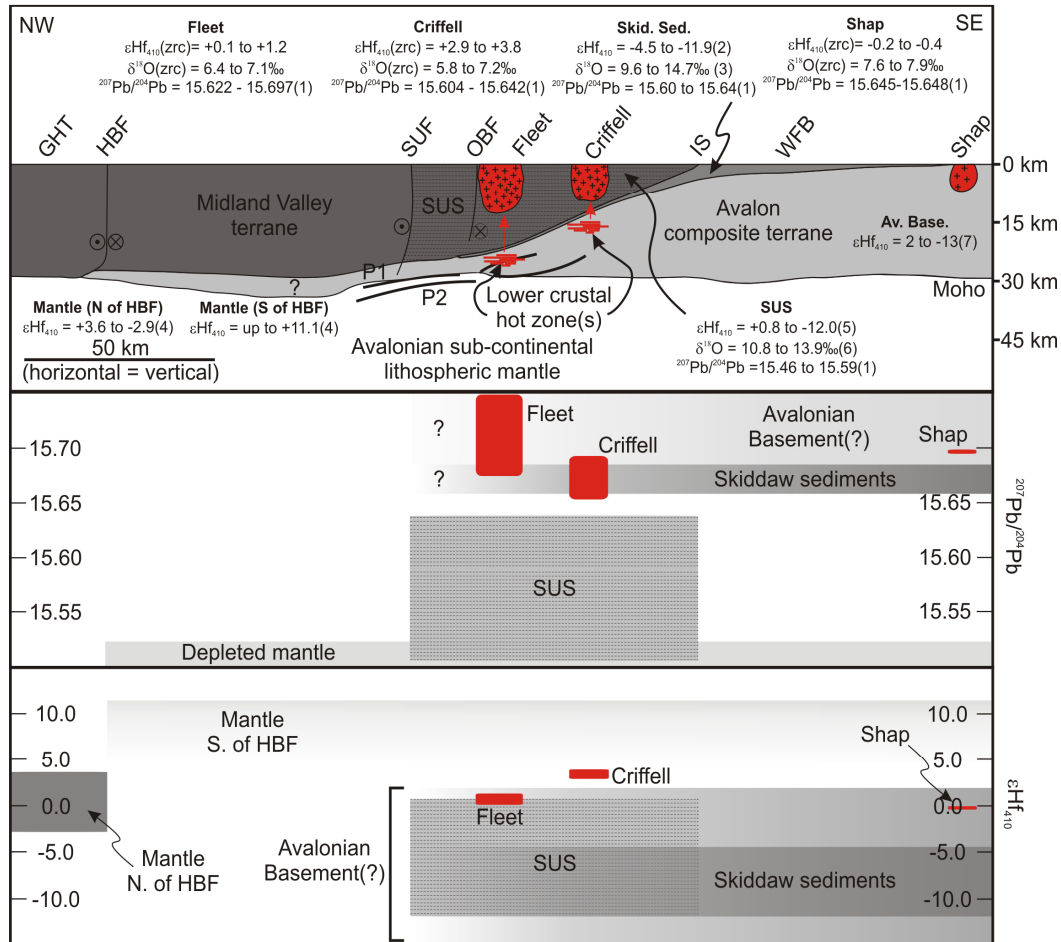 NW
SE
Fleet
εHf₄₁₀(zrc)= +0.1 to +1.2
δ¹⁸O(zrc)= 6.4 to 7.1‰
²⁰⁷Pb/²⁰⁴Pb = 15.622 - 15.697(1)
Criffell
εHf₄₁₀(zrc) = +2.9 to +3.8
δ¹⁸O(zrc) = 5.8 to 7.2‰
²⁰⁷Pb/²⁰⁴Pb = 15.604 - 15.642(1)
Skid. Sed.
εHf₄₁₀ = -4.5 to -11.9(2)
δ¹⁸O = 9.6 to 14.7‰ (3)
²⁰⁷Pb/²⁰⁴Pb = 15.60 to 15.64(1)
Shap
εHf₄₁₀(zrc)= -0.2 to -0.4
δ¹⁸O(zrc) = 7.6 to 7.9‰
²⁰⁷Pb/²⁰⁴Pb = 15.645-15.648(1)
GHT
HBF
SUF
OBF
Fleet
Criffell
IS
WFB
Shap
0 km
15 km
30 km
45 km
Midland Valley
terrane
SUS
Avalon
composite terrane
Av. Base.
εHf₄₁₀ = 2 to -13(7)
?
P1
P2
Moho
Lower crustal
hot zone(s)
Mantle (N of HBF)
εHf₄₁₀ = +3.6 to -2.9(4)
Mantle (S of HBF)
εHf₄₁₀ = up to +11.1(4)
50 km
(horizontal = vertical)
Avalonian sub-continental
lithospheric mantle
SUS
εHf₄₁₀ = +0.8 to -12.0(5)
δ¹⁸O = 10.8 to 13.9‰(6)
²⁰⁷Pb/²⁰⁴Pb =15.46 to 15.59(1)
15.70
15.65
15.60
15.55
?
?
Fleet
Criffell
Avalonian
Basement(?)
Shap
Skiddaw sediments
15.65
15.60
15.55
²⁰⁷Pb/²⁰⁴Pb
SUS
Depleted mantle
10.0
5.0
0.0
-5.0
-10.0
Mantle
S. of HBF
Mantle
N. of HBF
Criffell
Fleet
Shap
Avalonian
Basement(?)
SUS
Skiddaw sediments
10.0
5.0
0.0
-5.0
-10.0
εHf₄₁₀